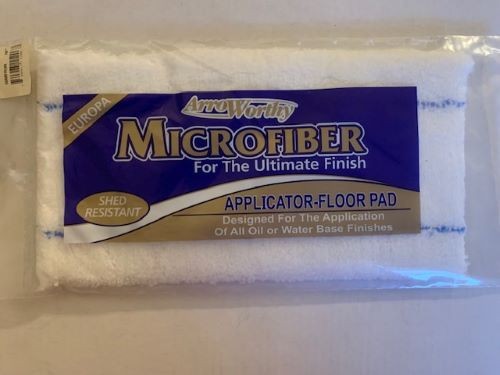 ArroWorthy
EUROPA
MICROFIBER
For The Ultimate Finish
SHED
RESISTANT
APPLICATOR-FLOOR PAD
Designed For The Application
Of All Oil or Water Base Finishes